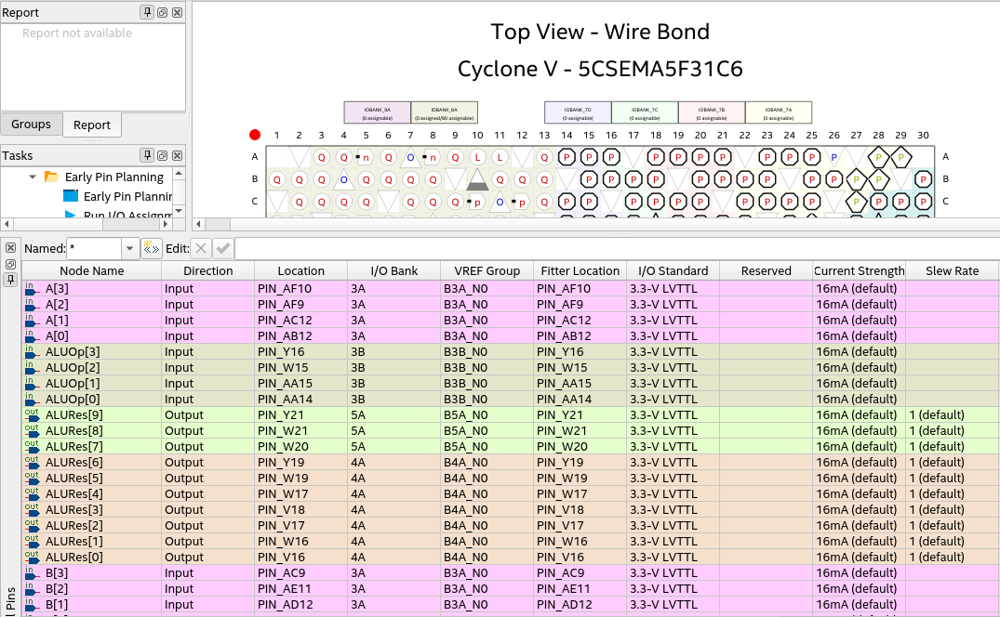 Report
Report not available
Groups Report
Tasks
Early Pin Planning
Early Pin Plannin
Run I/O Assignm
Top View - Wire Bond
Cyclone V - 5CSEMA5F31C6
IOBANK_9A IOBANK_8A IOBANK_7D IOBANK_7C IOBANK_7B IOBANK_7A
(0 assignable) (0 assigned/80 assignable) (0 assignable) (0 assignable) (0 assignable) (0 assignable)
1 2 3 4 5 6 7 8 9 10 11 12 13 14 15 16 17 18 19 20 21 22 23 24 25 26 27 28 29 30
A Q Q n Q O n Q L L Q P P P P P P P P P P P P P A
B Q Q Q O Q Q Q Q Q Q Q P P P P P P P P P P P P P B
C Q Q Q Q Q Q Q p O p Q P P P P P P P P P P P P P P C
Named: * Edit:
Node Name Direction Location I/O Bank VREF Group Fitter Location I/O Standard Reserved Current Strength Slew Rate
in A[3] Input PIN_AF10 3A B3A_N0 PIN_AF10 3.3-V LVTTL 16mA (default)
in A[2] Input PIN_AF9 3A B3A_N0 PIN_AF9 3.3-V LVTTL 16mA (default)
in A[1] Input PIN_AC12 3A B3A_N0 PIN_AC12 3.3-V LVTTL 16mA (default)
in A[0] Input PIN_AB12 3A B3A_N0 PIN_AB12 3.3-V LVTTL 16mA (default)
in ALUOp[3] Input PIN_Y16 3B B3B_N0 PIN_Y16 3.3-V LVTTL 16mA (default)
in ALUOp[2] Input PIN_W15 3B B3B_N0 PIN_W15 3.3-V LVTTL 16mA (default)
in ALUOp[1] Input PIN_AA15 3B B3B_N0 PIN_AA15 3.3-V LVTTL 16mA (default)
in ALUOp[0] Input PIN_AA14 3B B3B_N0 PIN_AA14 3.3-V LVTTL 16mA (default)
out ALURes[9] Output PIN_Y21 5A B5A_N0 PIN_Y21 3.3-V LVTTL 16mA (default) 1 (default)
out ALURes[8] Output PIN_W21 5A B5A_N0 PIN_W21 3.3-V LVTTL 16mA (default) 1 (default)
out ALURes[7] Output PIN_W20 5A B5A_N0 PIN_W20 3.3-V LVTTL 16mA (default) 1 (default)
out ALURes[6] Output PIN_Y19 4A B4A_N0 PIN_Y19 3.3-V LVTTL 16mA (default) 1 (default)
out ALURes[5] Output PIN_W19 4A B4A_N0 PIN_W19 3.3-V LVTTL 16mA (default) 1 (default)
out ALURes[4] Output PIN_W17 4A B4A_N0 PIN_W17 3.3-V LVTTL 16mA (default) 1 (default)
out ALURes[3] Output PIN_V18 4A B4A_N0 PIN_V18 3.3-V LVTTL 16mA (default) 1 (default)
out ALURes[2] Output PIN_V17 4A B4A_N0 PIN_V17 3.3-V LVTTL 16mA (default) 1 (default)
out ALURes[1] Output PIN_W16 4A B4A_N0 PIN_W16 3.3-V LVTTL 16mA (default) 1 (default)
out ALURes[0] Output PIN_V16 4A B4A_N0 PIN_V16 3.3-V LVTTL 16mA (default) 1 (default)
in B[3] Input PIN_AC9 3A B3A_N0 PIN_AC9 3.3-V LVTTL 16mA (default)
in B[2] Input PIN_AE11 3A B3A_N0 PIN_AE11 3.3-V LVTTL 16mA (default)
in B[1] Input PIN_AD12 3A B3A_N0 PIN_AD12 3.3-V LVTTL 16mA (default)
l Pins